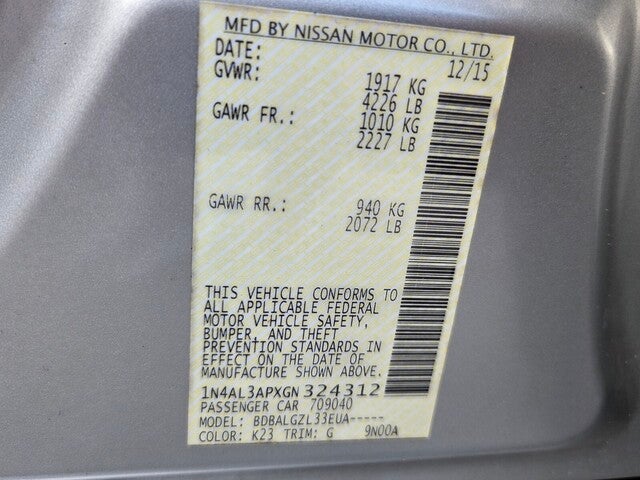 MFD BY NISSAN MOTOR CO., LTD.
DATE: 12/15
GVWR: 1917 KG
4226 LB
GAWR FR.: 1010 KG
2227 LB
GAWR RR.: 940 KG
2072 LB
THIS VEHICLE CONFORMS TO
ALL APPLICABLE FEDERAL
MOTOR VEHICLE SAFETY,
BUMPER, AND THEFT
PREVENTION STANDARDS IN
EFFECT ON THE DATE OF
MANUFACTURE SHOWN ABOVE.
1N4AL3APXGN324312
PASSENGER CAR 709040
MODEL: BDBALGZL33EUA-----
COLOR: K23 TRIM: G 9N00A